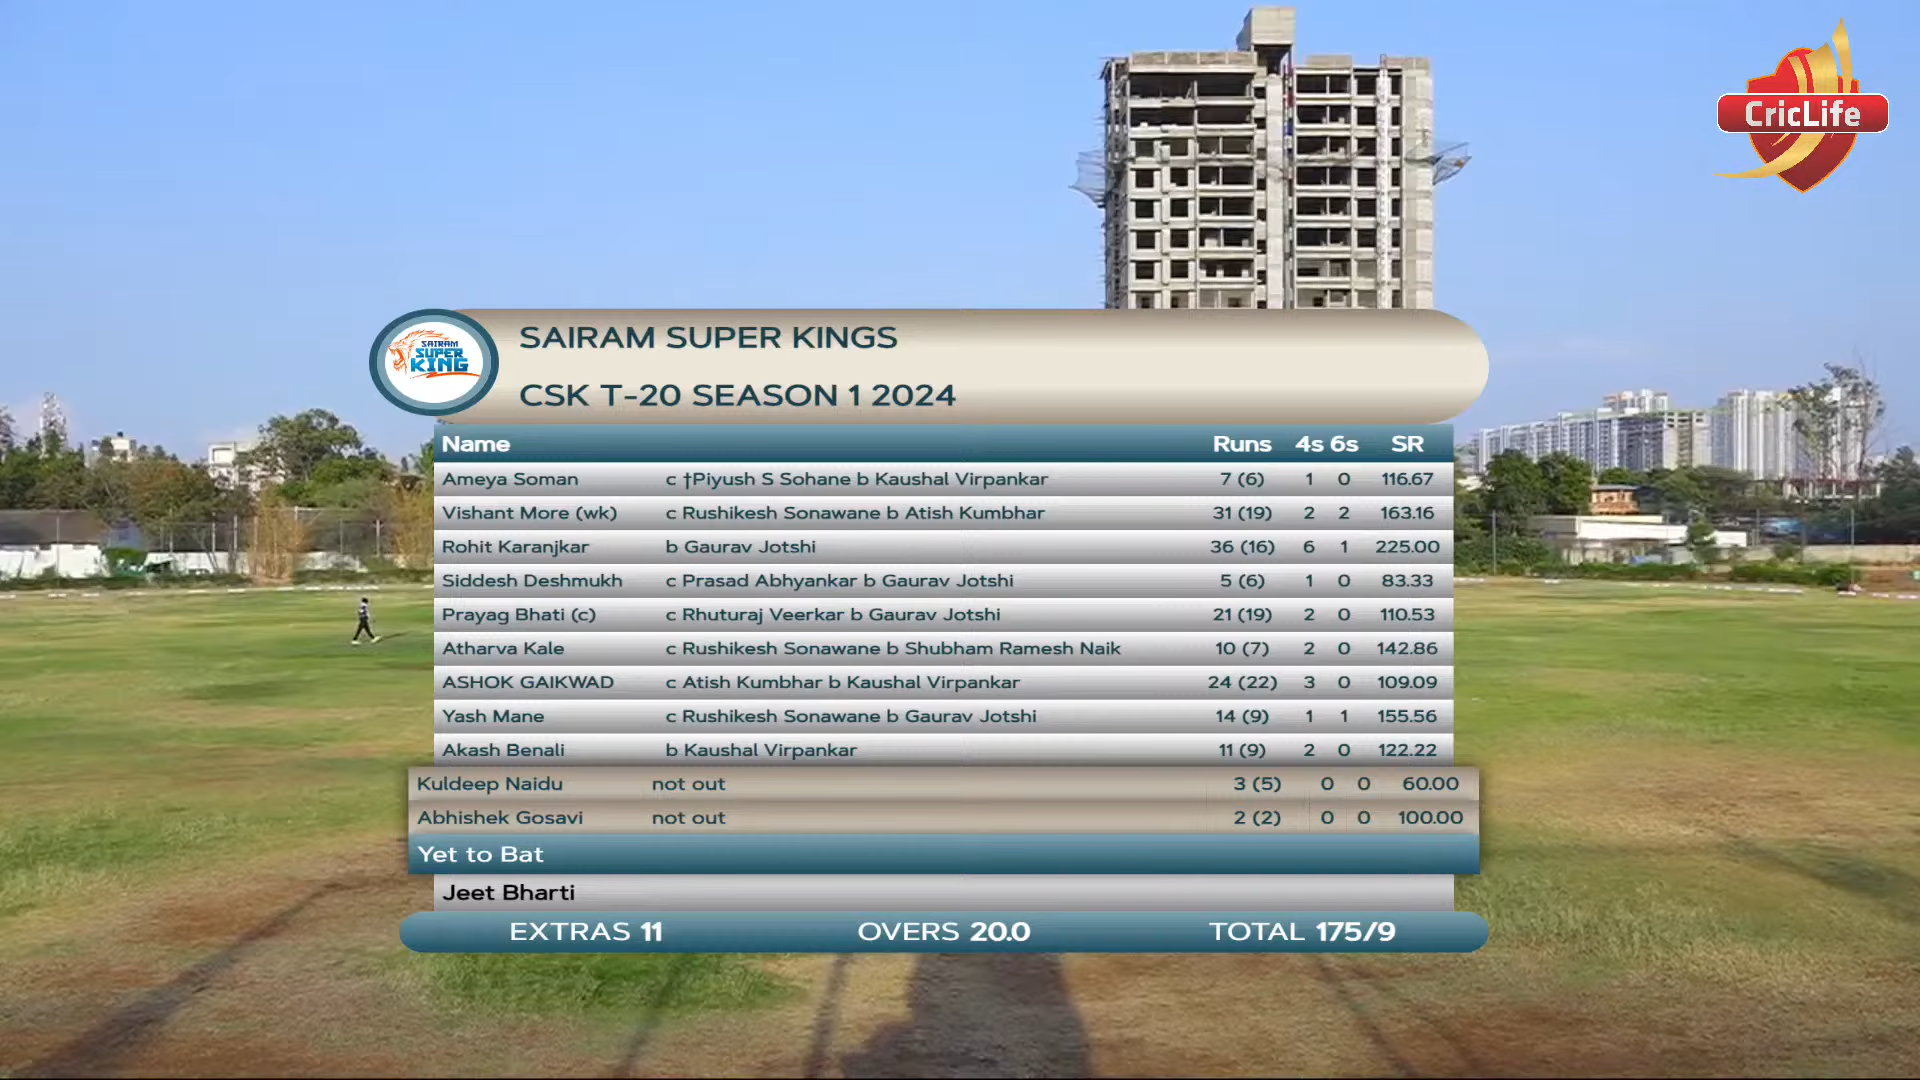 CricLife
SAIRAM SUPER KINGS
SAIRAM
SUPER
KING
CSK T-20 SEASON 1 2024
Name Runs 4s 6s SR
Ameya Soman c †Piyush S Sohane b Kaushal Virpankar 7 (6) 1 0 116.67
Vishant More (wk) c Rushikesh Sonawane b Atish Kumbhar 31 (19) 2 2 163.16
Rohit Karanjkar b Gaurav Jotshi 36 (16) 6 1 225.00
Siddesh Deshmukh c Prasad Abhyankar b Gaurav Jotshi 5 (6) 1 0 83.33
Prayag Bhati (c) c Rhuturaj Veerkar b Gaurav Jotshi 21 (19) 2 0 110.53
Atharva Kale c Rushikesh Sonawane b Shubham Ramesh Naik 10 (7) 2 0 142.86
ASHOK GAIKWAD c Atish Kumbhar b Kaushal Virpankar 24 (22) 3 0 109.09
Yash Mane c Rushikesh Sonawane b Gaurav Jotshi 14 (9) 1 1 155.56
Akash Benali b Kaushal Virpankar 11 (9) 2 0 122.22
Kuldeep Naidu not out 3 (5) 0 0 60.00
Abhishek Gosavi not out 2 (2) 0 0 100.00
Yet to Bat
Jeet Bharti
EXTRAS 11 OVERS 20.0 TOTAL 175/9